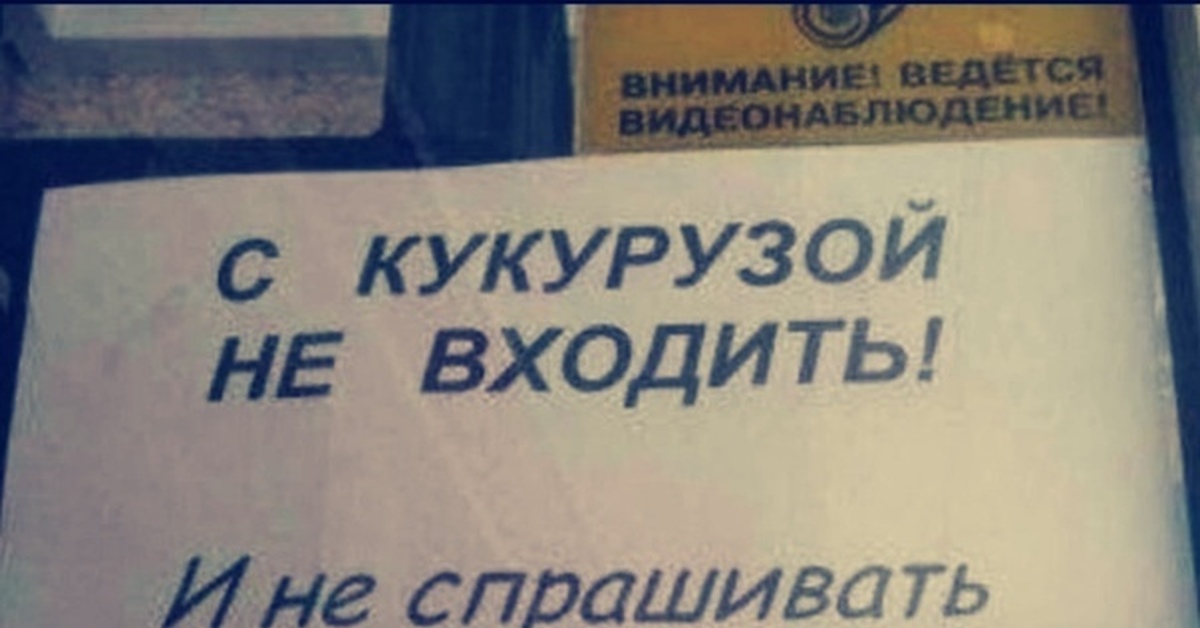 ВНИМАНИЕ! ВЕДЁТСЯ
ВИДЕОНАБЛЮДЕНИЕ!
С КУКУРУЗОЙ
НЕ ВХОДИТЬ!
И не спрашивать